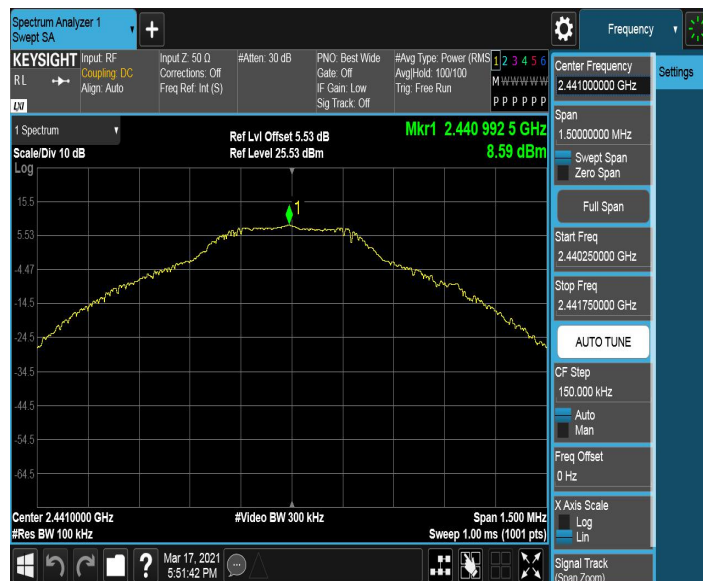 Spectrum Analyzer 1
Swept SA
+
Frequency
KEYSIGHT
RL
LXI
Input: RF
Coupling: DC
Align: Auto
Input Z: 50 Ω
Corrections: Off
Freq Ref: Int (S)
#Atten: 30 dB
PNO: Best Wide
Gate: Off
IF Gain: Low
Sig Track: Off
#Avg Type: Power (RMS
Avg|Hold: 100/100
Trig: Free Run
1 2 3 4 5 6
M W W W W W
P P P P P P
1 Spectrum
Scale/Div 10 dB
Ref Lvl Offset 5.53 dB
Ref Level 25.53 dBm
Mkr1 2.440 992 5 GHz
8.59 dBm
Log
15.5
5.53
-4.47
-14.5
-24.5
-34.5
-44.5
-54.5
-64.5
1
Center 2.4410000 GHz
#Res BW 100 kHz
#Video BW 300 kHz
Span 1.500 MHz
Sweep 1.00 ms (1001 pts)
?
Mar 17, 2021
5:51:42 PM
Center Frequency
2.441000000 GHz
Span
1.50000000 MHz
Swept Span
Zero Span
Full Span
Start Freq
2.440250000 GHz
Stop Freq
2.441750000 GHz
AUTO TUNE
CF Step
150.000 kHz
Auto
Man
Freq Offset
0 Hz
X Axis Scale
Log
Lin
Signal Track
(Span Zoom)
Settings